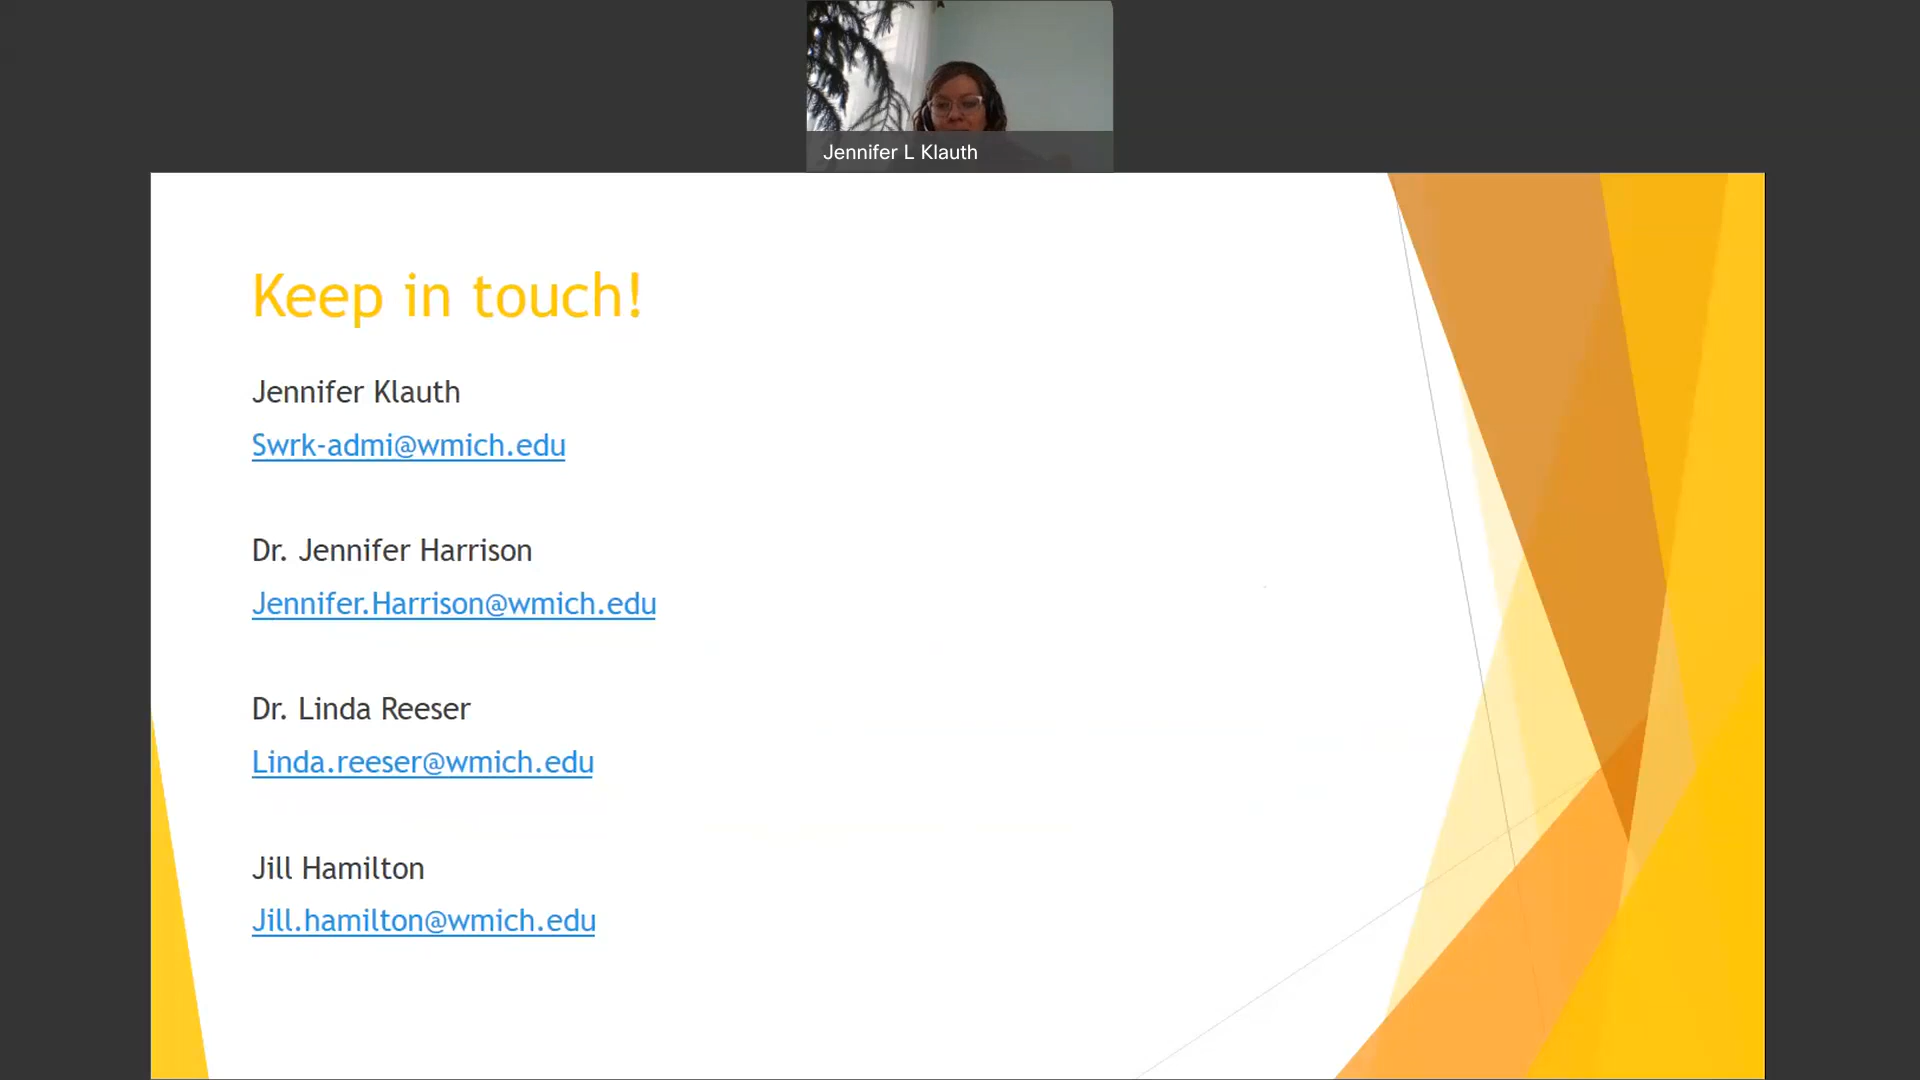 Jennifer L Klauth
Keep in touch!
Jennifer Klauth
Swrk-admi@wmich.edu
Dr. Jennifer Harrison
Jennifer.Harrison@wmich.edu
Dr. Linda Reeser
Linda.reeser@wmich.edu
Jill Hamilton
Jill.hamilton@wmich.edu